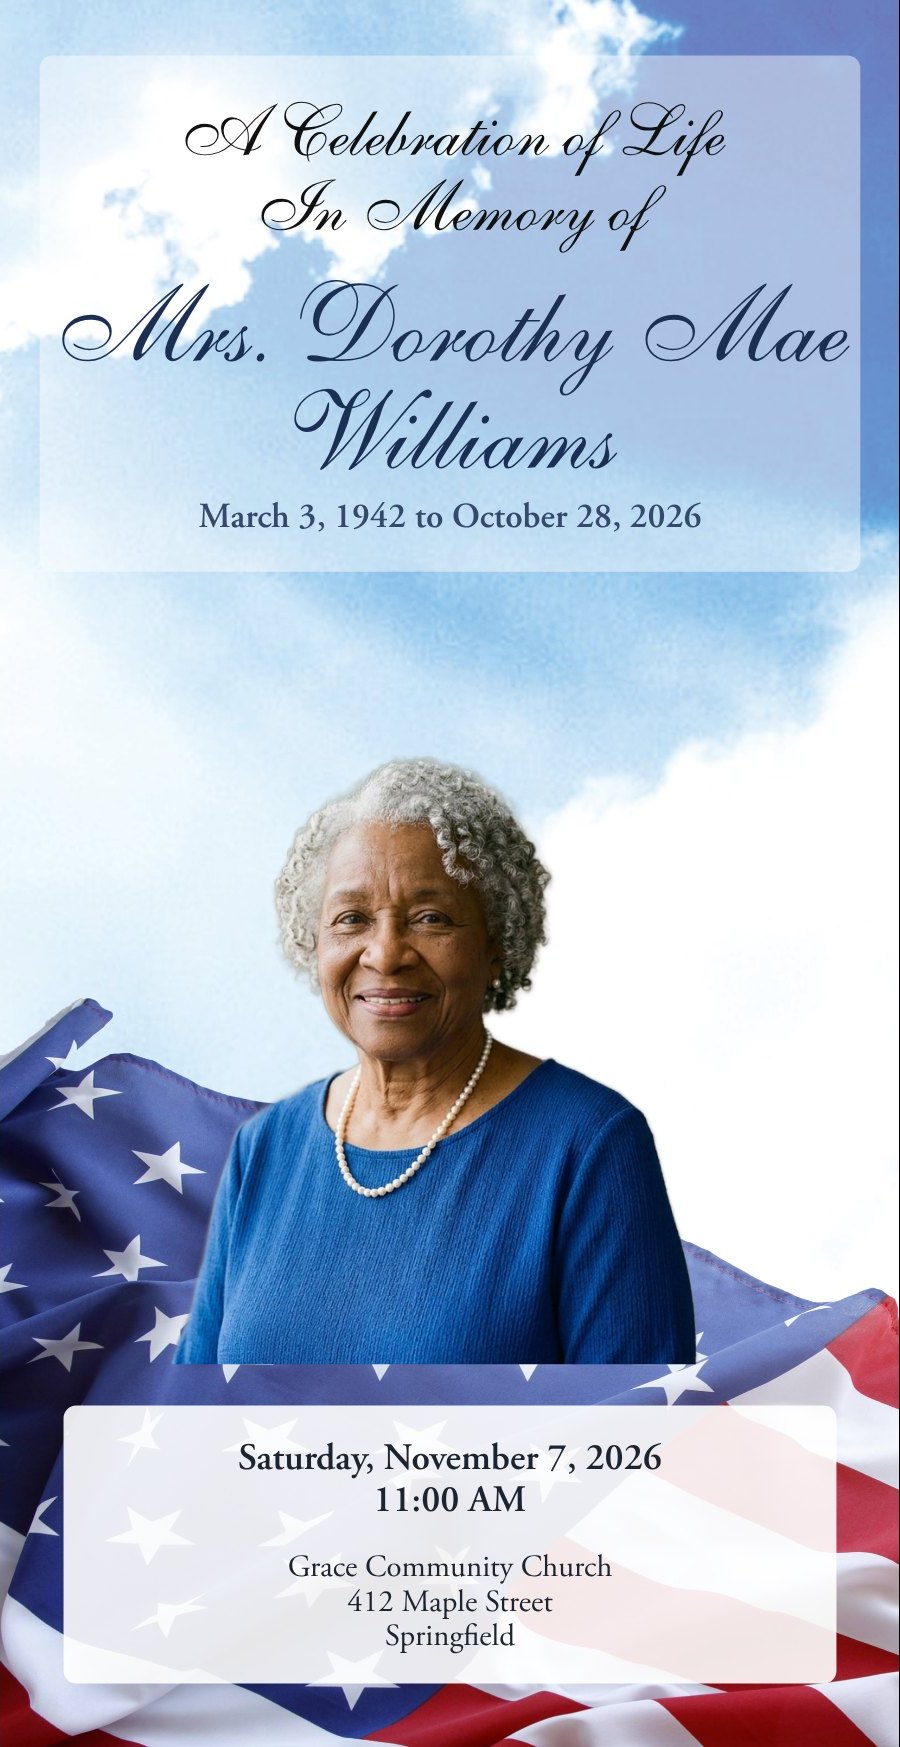 A Celebration of Life
In Memory of
Mrs. Dorothy Mae
Williams
March 3, 1942 to October 28, 2026
Saturday, November 7, 2026
11:00 AM
Grace Community Church
412 Maple Street
Springfield